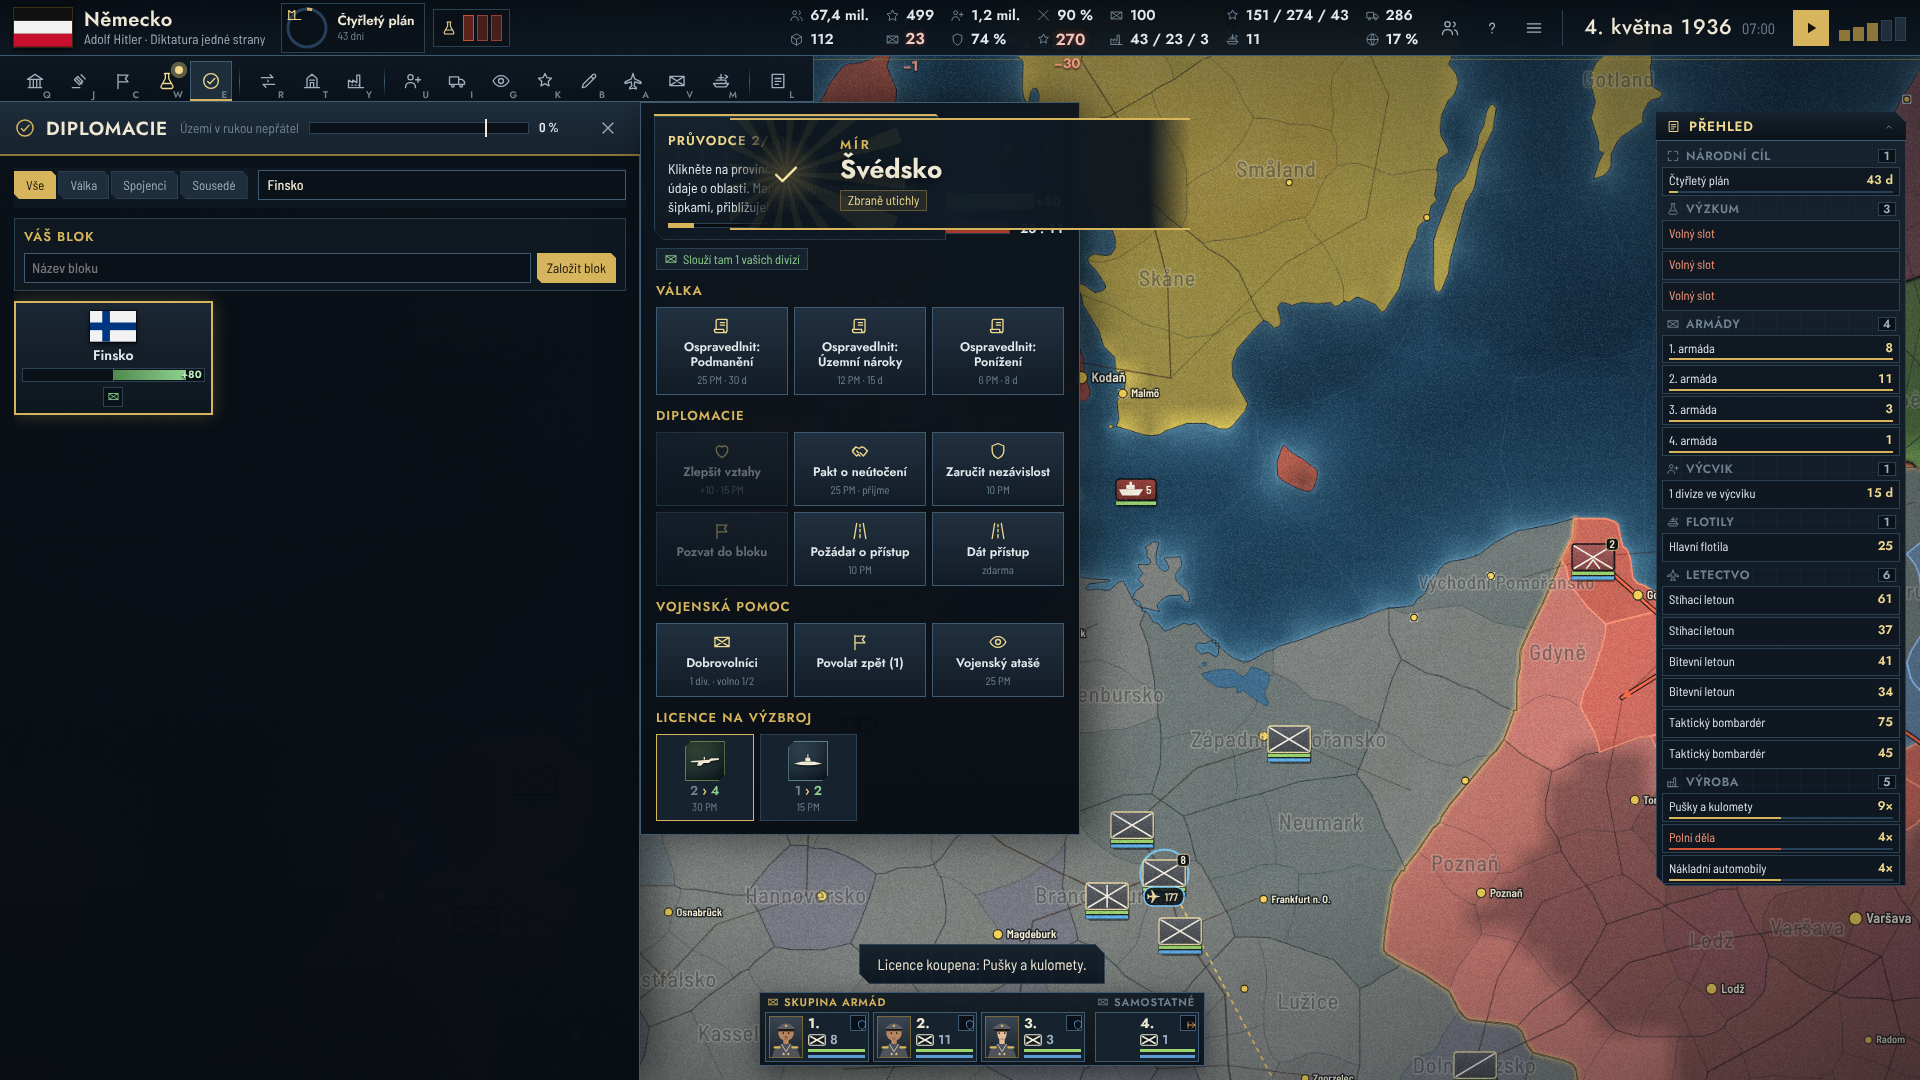 Německo
Adolf Hitler · Diktatura jedné strany
Čtyřletý plán
43 dní
67,4 mil.
499
1,2 mil.
90 %
100
151 / 274 / 43
286
112
23
74 %
270
43 / 23 / 3
11
17 %
-1
-30
4. května 1936 07:00
Q J C W E R T Y U I G K B A V M L
DIPLOMACIE
Území v rukou nepřátel
0 %
Vše
Válka
Spojenci
Sousedé
Finsko
VÁŠ BLOK
Název bloku
Založit blok
Finsko
+80
PRŮVODCE 2/
Klikněte na provinc
údaje o oblasti. Ma
šipkami, přibližujet
MÍR
Švédsko
Zbraně utichly
Slouží tam 1 vašich divizí
VÁLKA
Ospravedlnit: Podmanění
25 PM · 30 d
Ospravedlnit: Územní nároky
12 PM · 15 d
Ospravedlnit: Ponížení
6 PM · 8 d
DIPLOMACIE
Zlepšit vztahy
+10 · 15 PM
Pakt o neútočení
25 PM · přijme
Zaručit nezávislost
10 PM
Pozvat do bloku
Požádat o přístup
10 PM
Dát přístup
zdarma
VOJENSKÁ POMOC
Dobrovolníci
1 div. · volno 1/2
Povolat zpět (1)
Vojenský atašé
25 PM
LICENCE NA VÝZBROJ
2 › 4
30 PM
1 › 2
15 PM
Gotland
Småland
Skåne
Kodaň
Malmö
5
Východní Pomořansko
2
Gdyně
Neumark
Poznaň
Poznaň
Hannoversko
Osnabrück
Magdeburk
8
177
Frankfurt n. O.
Lodž
Lodž
Varšava
Varšava
Lužice
Kassel
Radom
Zgorzelec
Licence koupena: Pušky a kulomety.
SKUPINA ARMÁD
SAMOSTATNÉ
1.
8
2.
11
3.
3
4.
1
PŘEHLED
NÁRODNÍ CÍL 1
Čtyřletý plán 43 d
VÝZKUM 3
Volný slot
Volný slot
Volný slot
ARMÁDY 4
1. armáda 8
2. armáda 11
3. armáda 3
4. armáda 1
VÝCVIK 1
1 divize ve výcviku 15 d
FLOTILY 1
Hlavní flotila 25
LETECTVO 6
Stíhací letoun 61
Stíhací letoun 37
Bitevní letoun 41
Bitevní letoun 34
Taktický bombardér 75
Taktický bombardér 45
VÝROBA 5
Pušky a kulomety 9×
Polní děla 4×
Nákladní automobily 4×